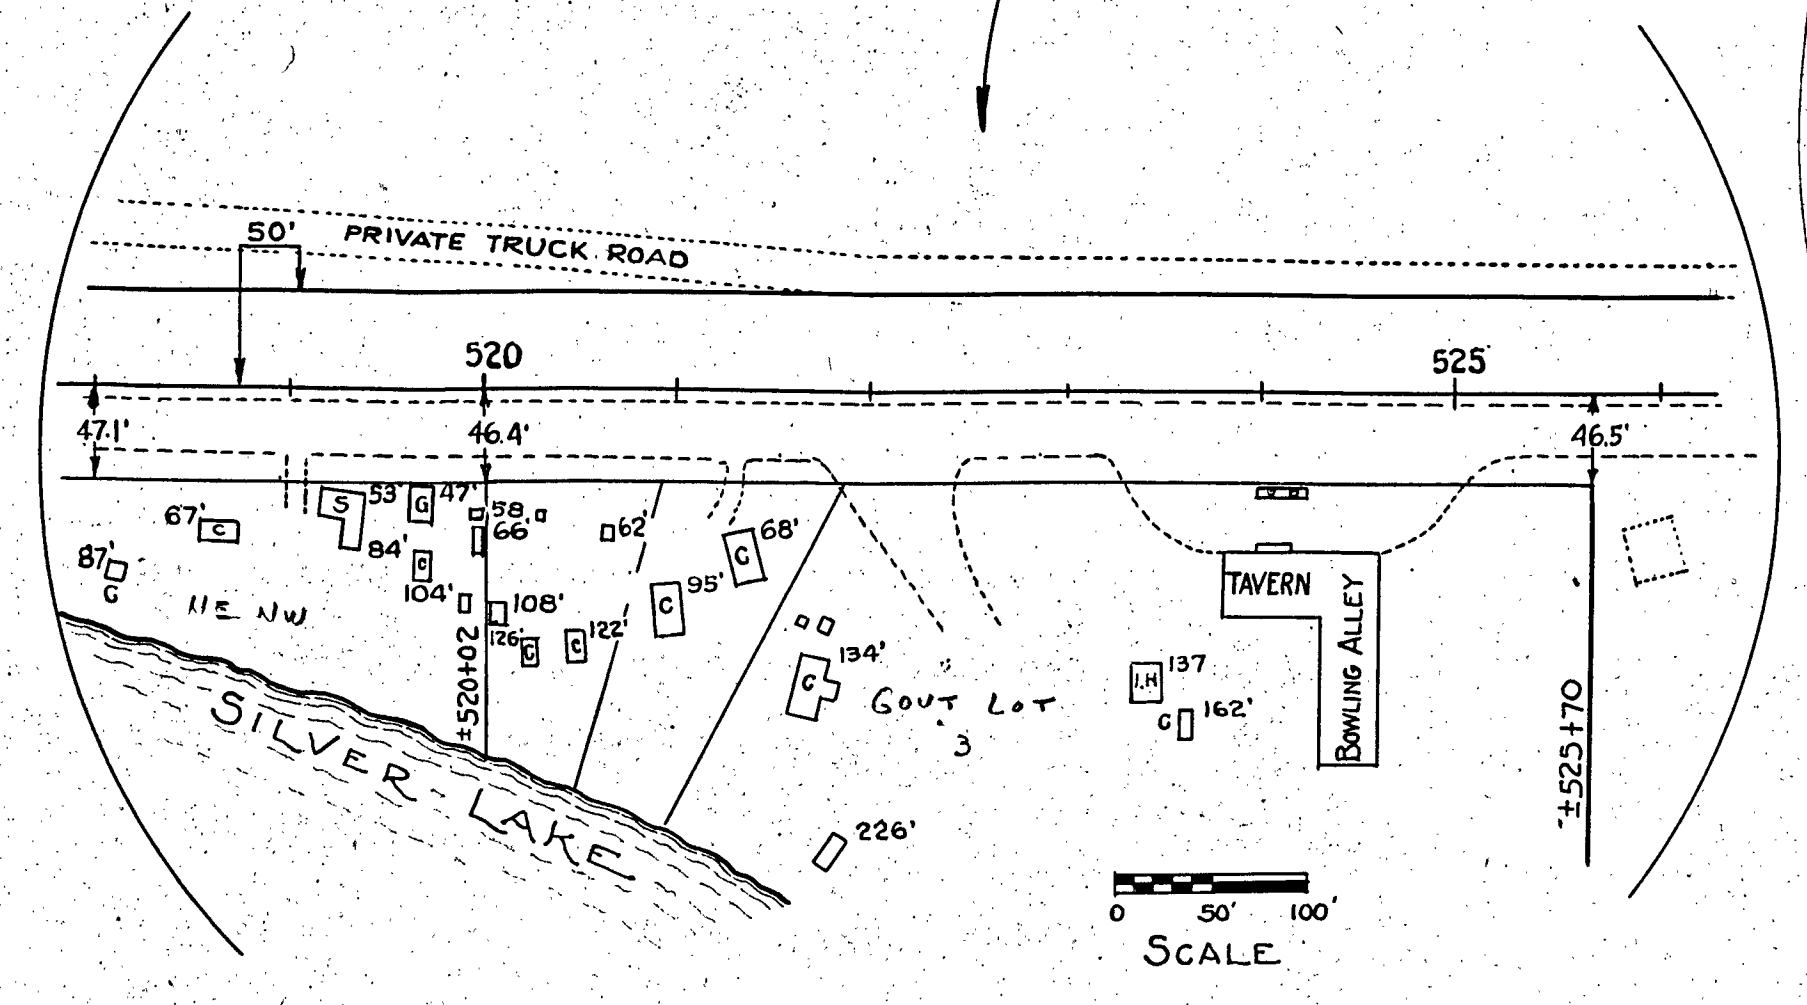 50'
PRIVATE TRUCK ROAD
520
525
47.1'
46.4'
46.5'
S
53'
G
47'
58
67'
C
66'
62'
68'
C
84'
C
87'
G
104'
108'
C
95'
NE NW
126'
C
C
122'
TAVERN
BOWLING ALLEY
±520+02
C
134'
I.H
137
GOVT LOT
3
G
162'
±525+70
SILVER LAKE
226'
0 50' 100'
SCALE